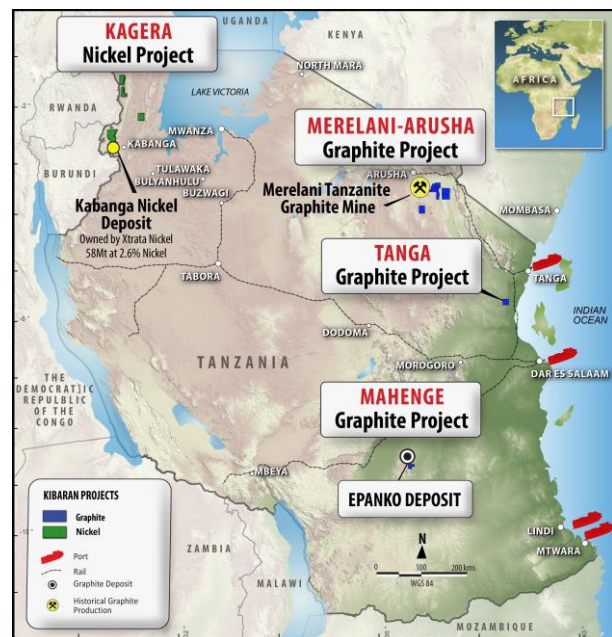 UGANDA
KENYA
KAGERA
Nickel Project
NORTH MARA
AFRICA
LAKE VICTORIA
RWANDA
-2°
MWANZA
KABANGA
MERELANI-ARUSHA
Graphite Project
ARUSHA
BURUNDI
TULAWAKA
BULYANHULU
BUZWAGI
Merelani Tanzanite
Graphite Mine
Kabanga Nickel
Deposit
Owned by Xtrata Nickel
58Mt at 2.6% Nickel
MOMBASA
TANGA
Graphite Project
TABORA
TANGA
INDIAN
OCEAN
DODOMA
TANZANIA
MOROGORO
DAR ES SALAAM
THE
DEMOCRATIC
REPULBLIC
OF THE
CONGO
MAHENGE
Graphite Project
MBEYA
EPANKO DEPOSIT
KIBARAN PROJECTS
Graphite
Nickel
Port
Rail
Graphite Deposit
Historical Graphite
Production
ZAMBIA
MALAWI
N
0 100 200 kms
WGS 84
LINDI
MTWARA
MOZAMBIQUE